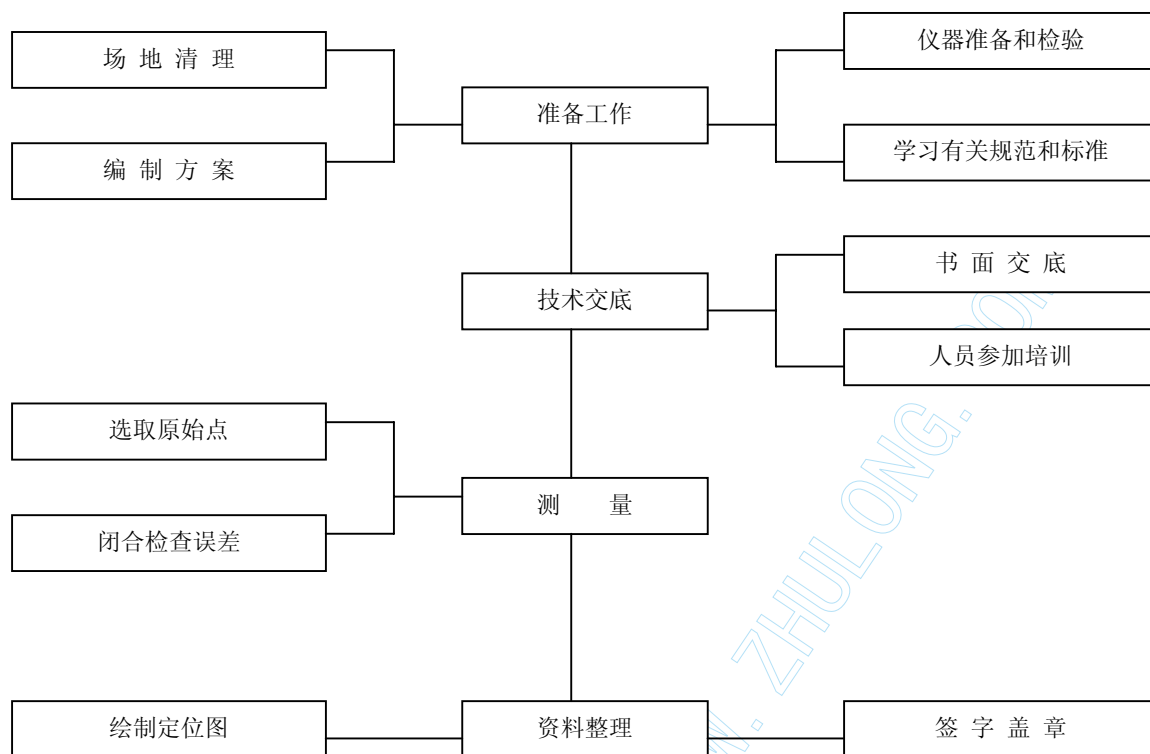 场 地 清 理
仪器准备和检验
准备工作
编 制 方 案
学习有关规范和标准
书 面 交 底
技术交底
人员参加培训
选取原始点
测 量
闭合检查误差
绘制定位图
资料整理
签 字 盖 章
W. ZHULONG.